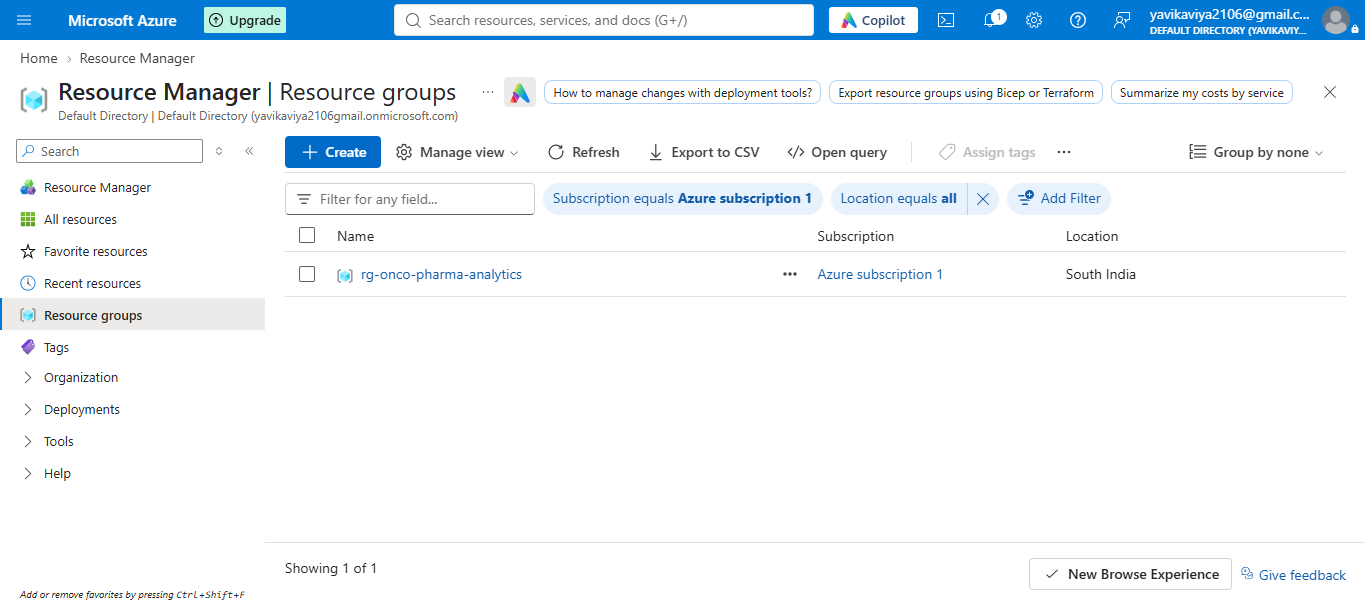 Microsoft Azure
Upgrade
Search resources, services, and docs (G+/)
Copilot
1
yavikaviya2106@gmail.c...
DEFAULT DIRECTORY (YAVIKAVIY...
Home > Resource Manager
Resource Manager | Resource groups
...
How to manage changes with deployment tools?
Export resource groups using Bicep or Terraform
Summarize my costs by service
Default Directory | Default Directory (yavikaviya2106gmail.onmicrosoft.com)
Search
Resource Manager
All resources
Favorite resources
Recent resources
Resource groups
Tags
Organization
Deployments
Tools
Help
Add or remove favorites by pressing Ctrl+Shift+F
Create
Manage view
Refresh
Export to CSV
Open query
Assign tags
...
Group by none
Filter for any field...
Subscription equals Azure subscription 1
Location equals all
Add Filter
Name Subscription Location
rg-onco-pharma-analytics ... Azure subscription 1 South India
Showing 1 of 1
New Browse Experience
Give feedback